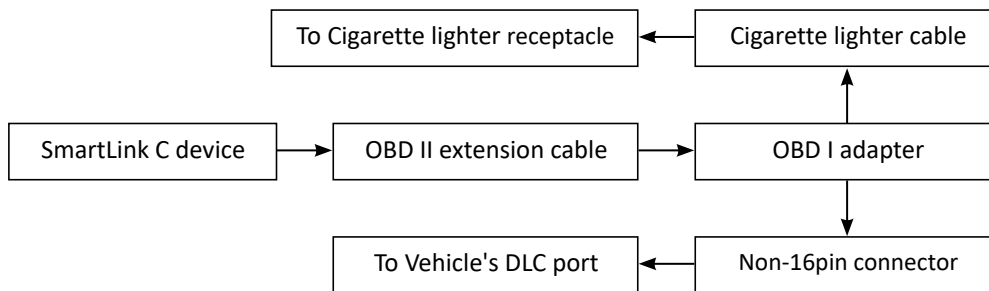 To Cigarette lighter receptacle
Cigarette lighter cable
SmartLink C device
OBD II extension cable
OBD I adapter
To Vehicle's DLC port
Non-16pin connector